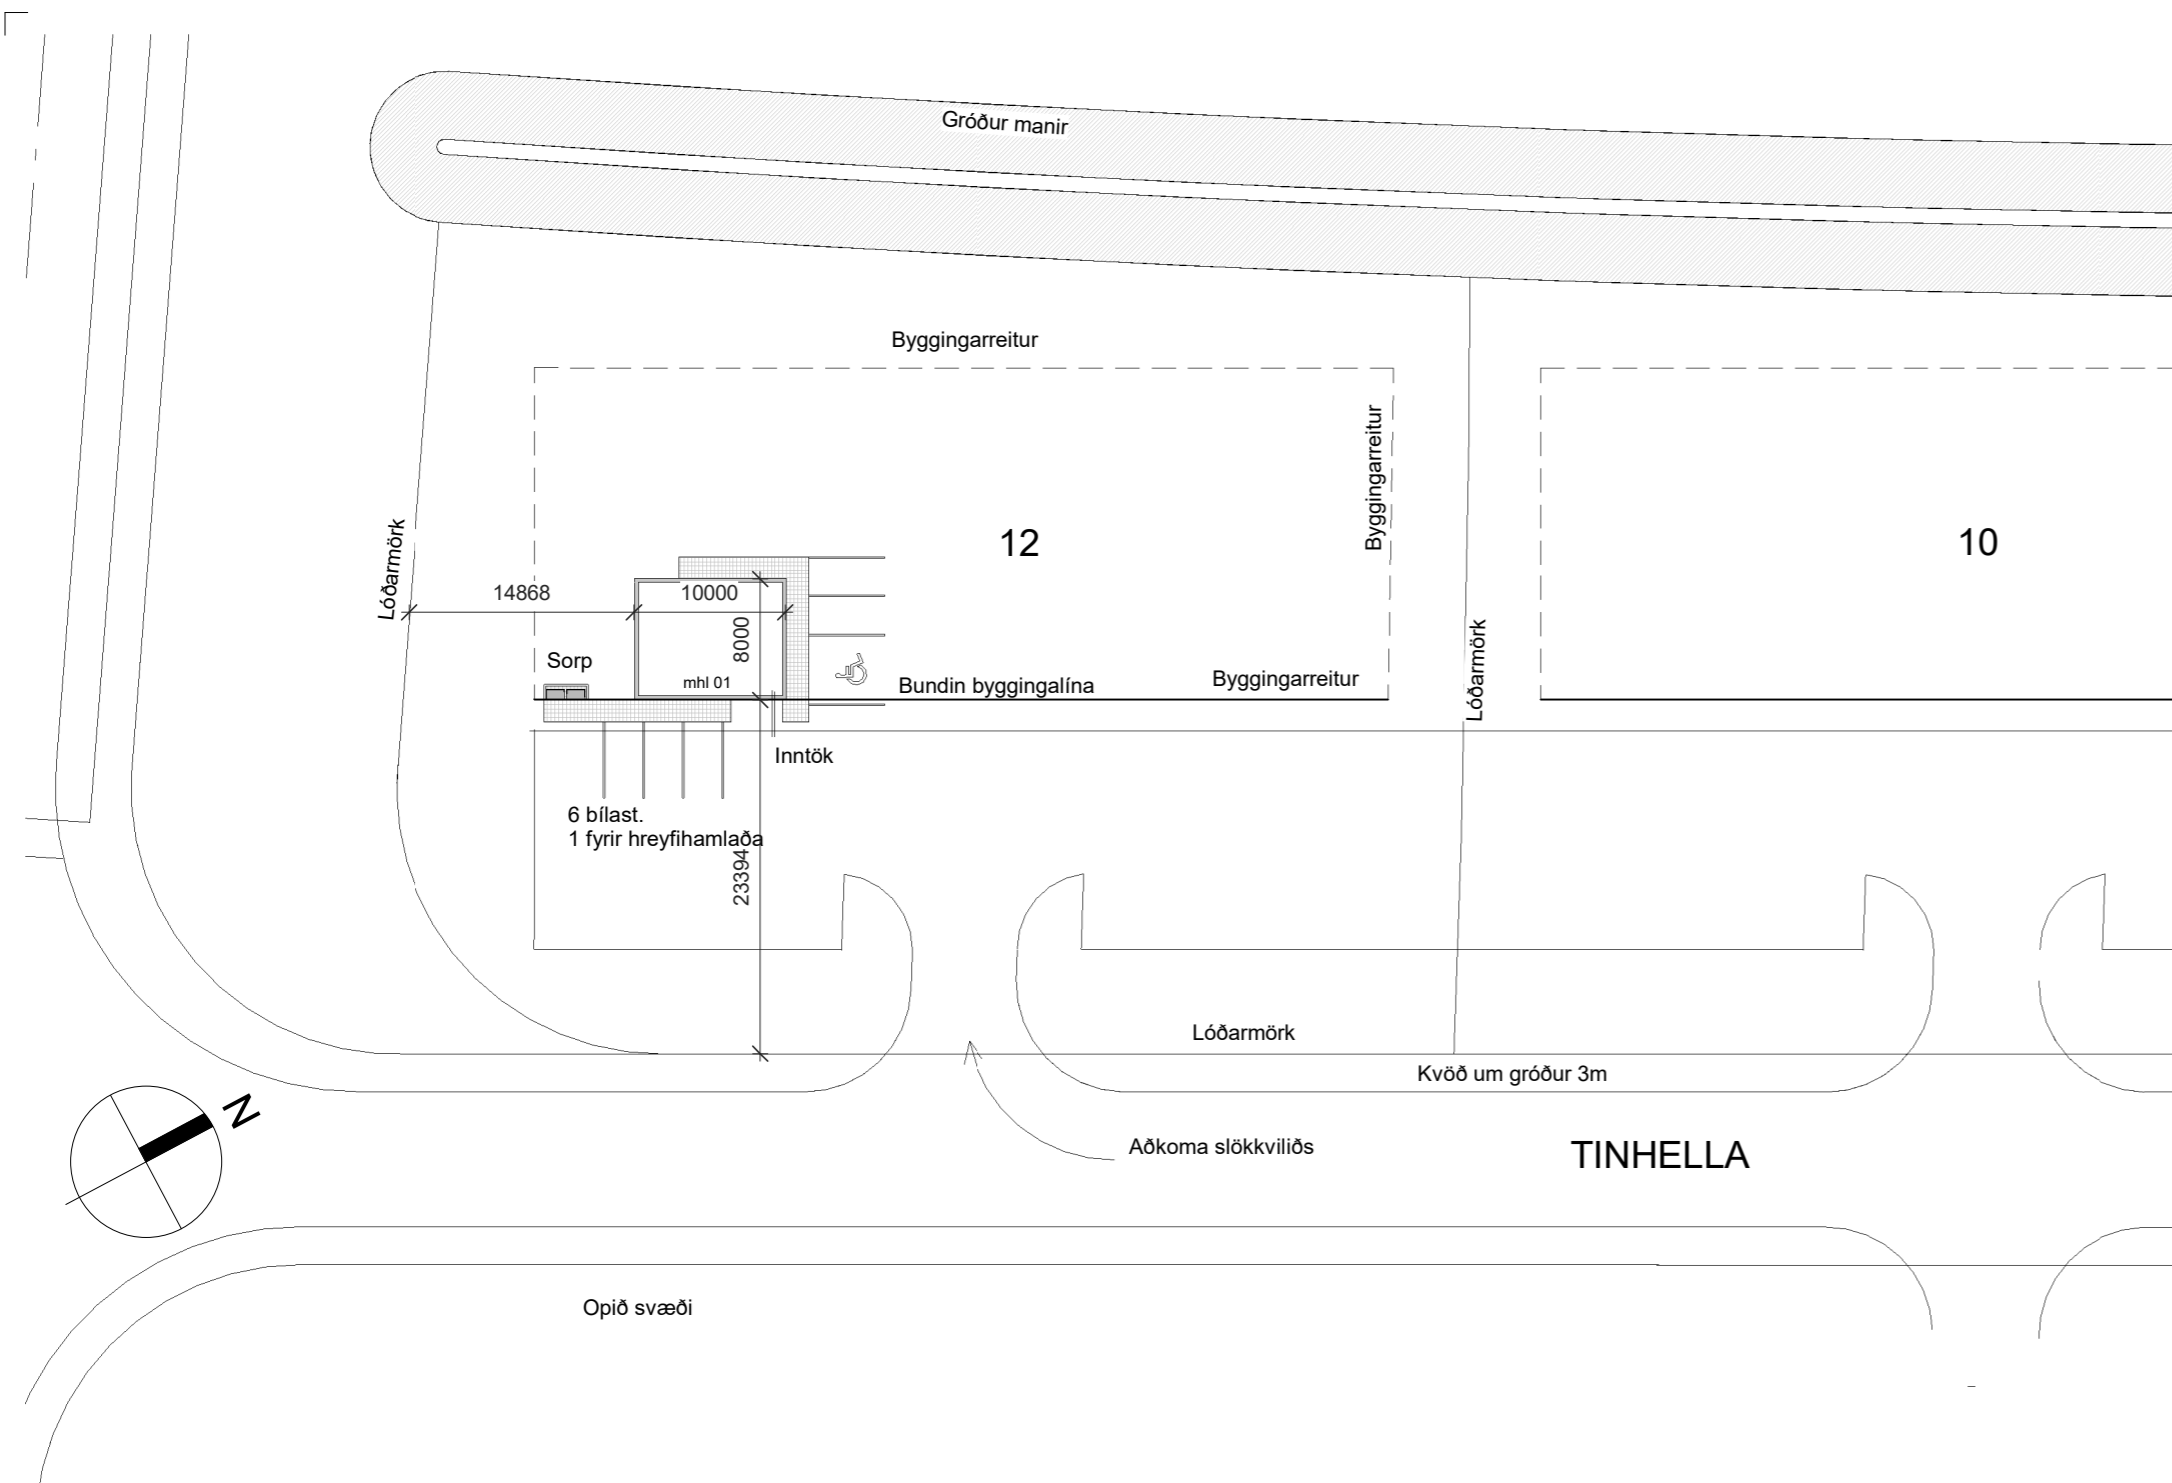 Gróður manir
Byggingarreitur
Byggingarreitur
12
10
Lóðarmörk
14868
10000
8000
Sorp
mhl 01
Bundin byggingalína
Byggingarreitur
Lóðarmörk
Inntök
6 bílast.
1 fyrir hreyfihamlaða
23394
Lóðarmörk
Kvöð um gróður 3m
N
Aðkoma slökkviliðs
TINHELLA
Opið svæði